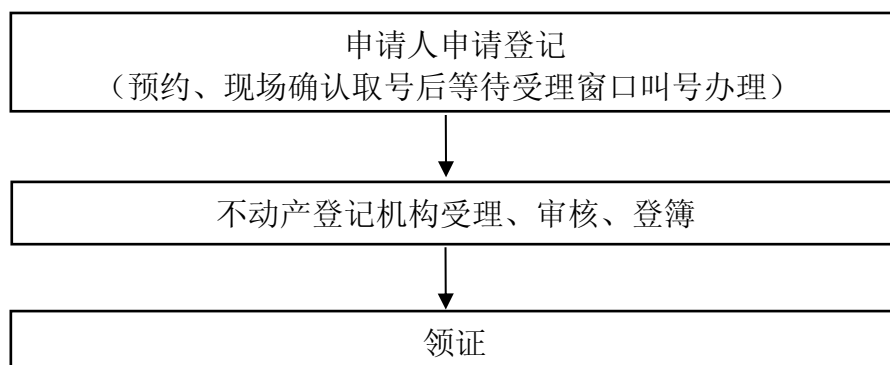 申请人申请登记
（预约、现场确认取号后等待受理窗口叫号办理）
不动产登记机构受理、审核、登簿
领证